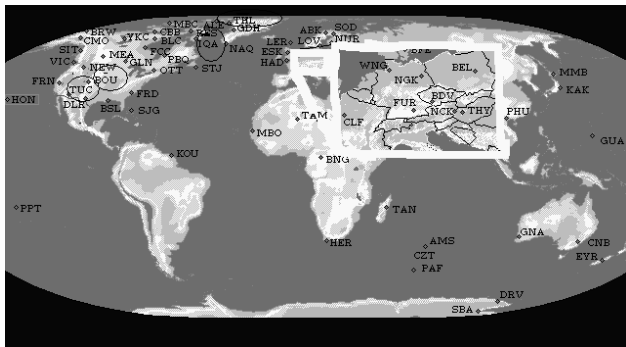 MBC ALE THL
BRW YKC CBB RES GDH
CMO BLC IQA
SIT MEA FCC PBQ NAQ
VIC GLN
NEW OTT STJ
FRN BOU
TUC FRD
HON DLR BSL SJG
KOU
PPT
ABK SOD
LER LOV NUR
ESK
HAD
WNG BEL
NGK
FUR BDV
CLF NCK THY PHU
TAM
MBO
BNG
TAN
HER
AMS
CZT
PAF
MMB
KAK
GUA
GNA
CNB
EYR
DRV
SBA